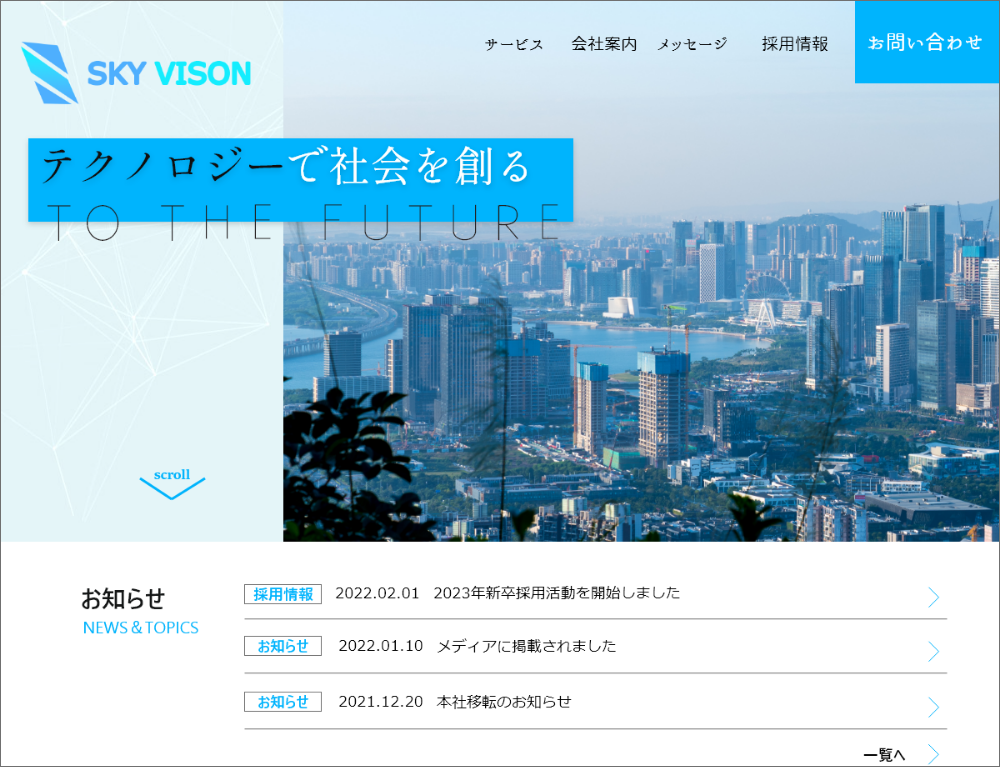 SKY VISON
サービス
会社案内
メッセージ
採用情報
お問い合わせ
テクノロジーで社会を創る
TO THE FUTURE
scroll
お知らせ
NEWS & TOPICS
採用情報 2022.02.01 2023年新卒採用活動を開始しました
お知らせ 2022.01.10 メディアに掲載されました
お知らせ 2021.12.20 本社移転のお知らせ
一覧へ